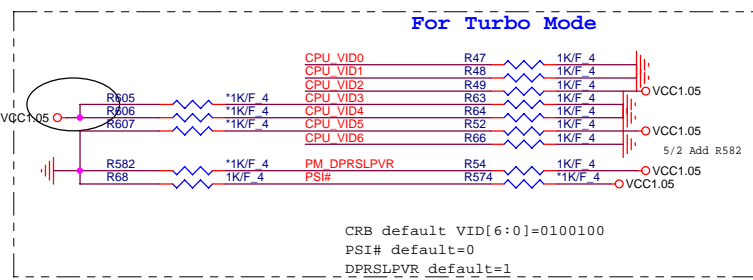 For Turbo Mode
CPU_VID0 R47 1K/F_4
CPU_VID1 R48 1K/F_4
CPU_VID2 R49 1K/F_4 VCC1.05
R605 *1K/F_4 CPU_VID3 R63 1K/F_4
VCC1.05 R606 *1K/F_4 CPU_VID4 R64 1K/F_4
R607 *1K/F_4 CPU_VID5 R52 1K/F_4 VCC1.05
CPU_VID6 R66 1K/F_4
5/2 Add R582
R582 *1K/F_4 PM_DPRSLPVR R54 1K/F_4 VCC1.05
R68 1K/F_4 PSI# R574 *1K/F_4 VCC1.05
CRB default VID[6:0]=0100100
PSI# default=0
DPRSLPVR default=1